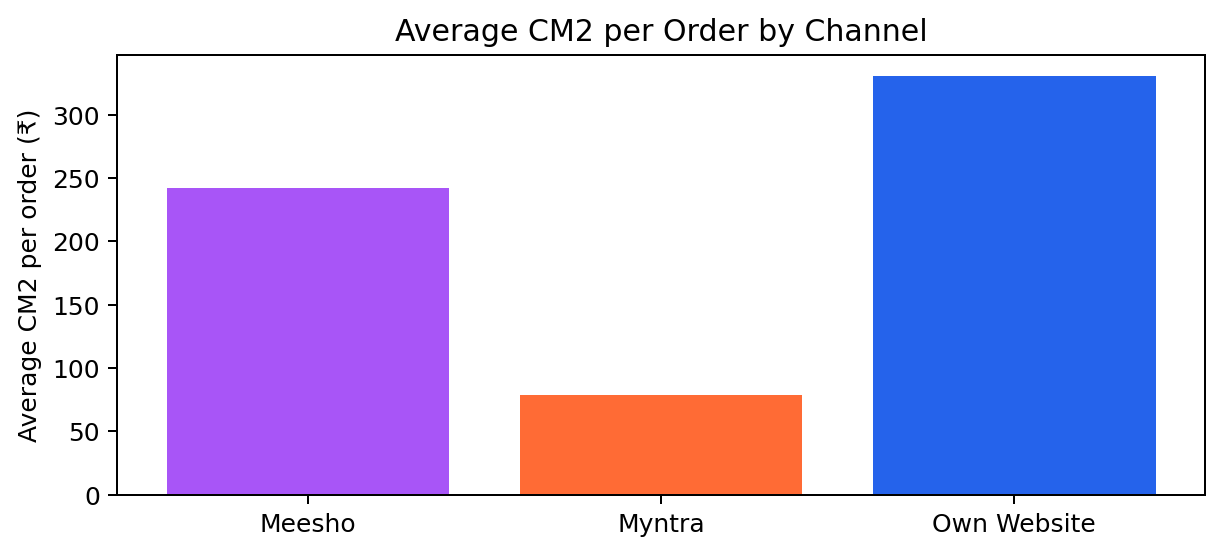 Average CM2 per Order by Channel
Average CM2 per order (₹)
300
250
200
150
100
50
0
Meesho
Myntra
Own Website